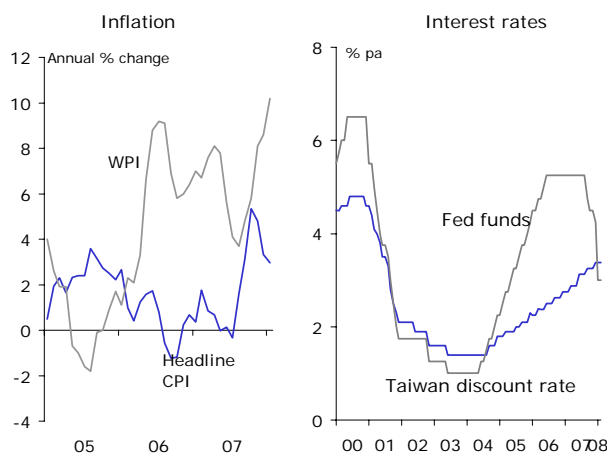 Inflation
Annual % change
12
10
8
6
4
2
0
-2
-4
WPI
Headline
CPI
05 06 07
Interest rates
% pa
8
6
4
2
0
Fed funds
Taiwan discount rate
00 01 02 03 04 05 06 07 08